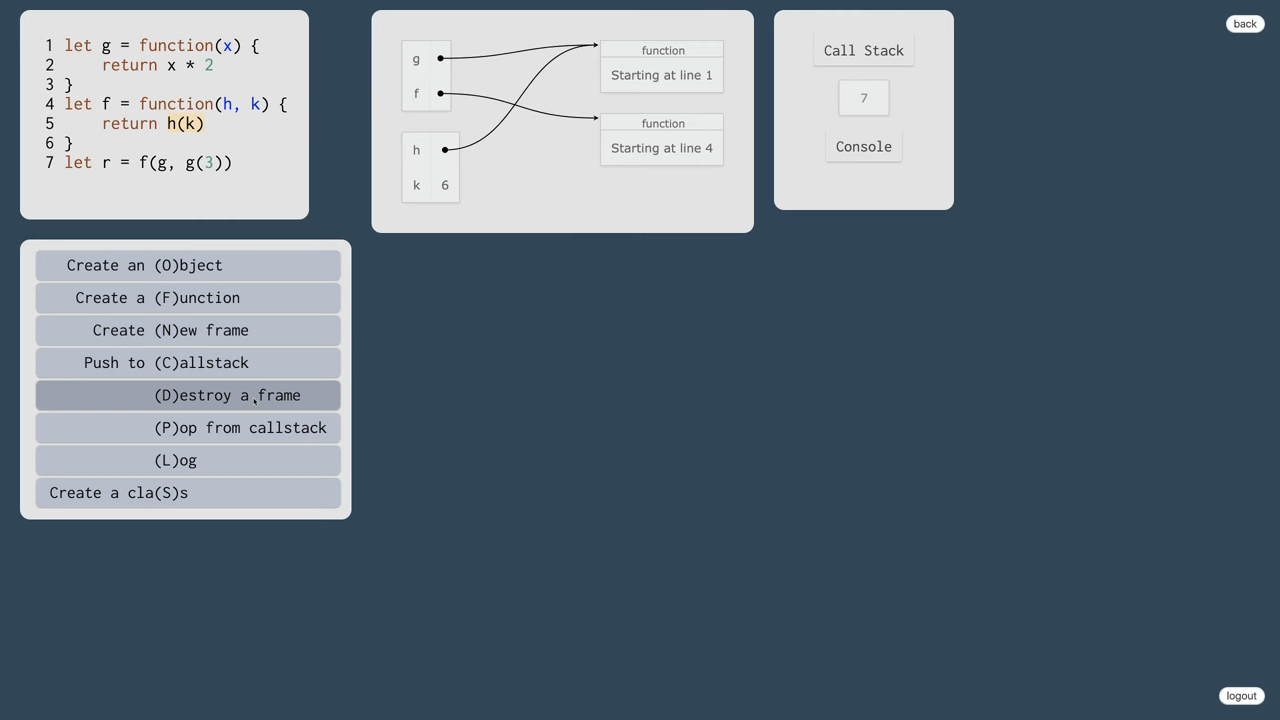 back
1 let g = function(x) {
2     return x * 2
3 }
4 let f = function(h, k) {
5     return h(k)
6 }
7 let r = f(g, g(3))
g
f
h
k 6
function
Starting at line 1
function
Starting at line 4
Call Stack
7
Console
Create an (O)bject
Create a (F)unction
Create (N)ew frame
Push to (C)allstack
(D)estroy a frame
(P)op from callstack
(L)og
Create a cla(S)s
logout